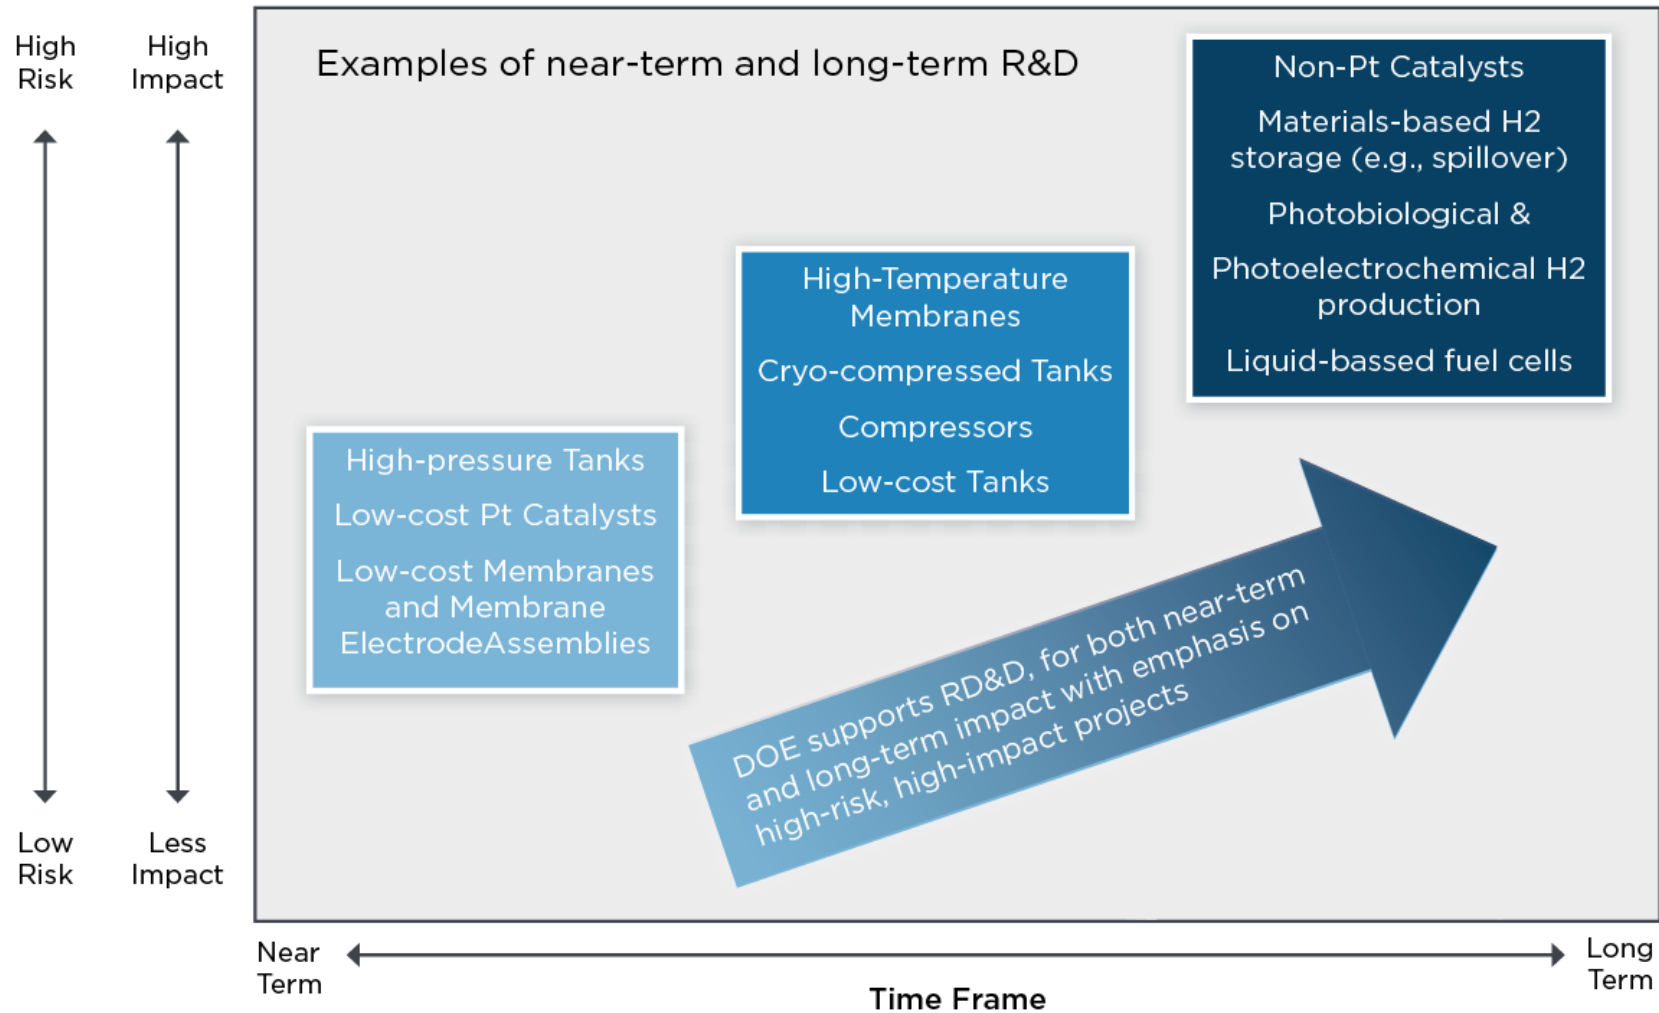 High
Risk
High
Impact
Low
Risk
Less
Impact
Examples of near-term and long-term R&D
High-pressure Tanks
Low-cost Pt Catalysts
Low-cost Membranes
and Membrane
ElectrodeAssemblies
High-Temperature
Membranes
Cryo-compressed Tanks
Compressors
Low-cost Tanks
Non-Pt Catalysts
Materials-based H2
storage (e.g., spillover)
Photobiological &
Photoelectrochemical H2
production
Liquid-bassed fuel cells
DOE supports RD&D, for both near-term
and long-term impact with emphasis on
high-risk, high-impact projects
Near
Term
Long
Term
Time Frame